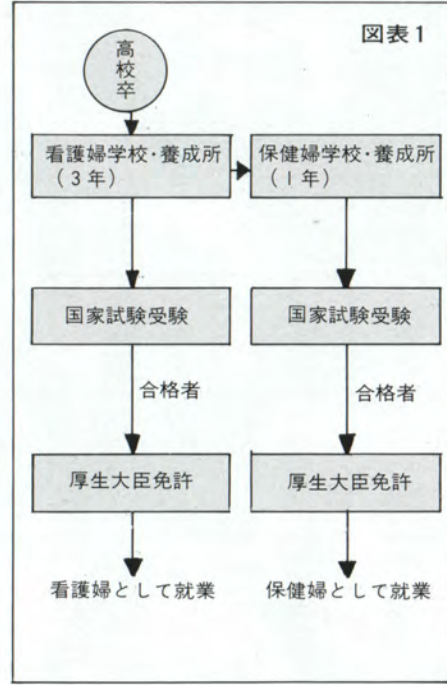 図表1
高校卒
看護婦学校・養成所
(3年)
保健婦学校・養成所
(1年)
国家試験受験
国家試験受験
合格者
合格者
厚生大臣免許
厚生大臣免許
看護婦として就業
保健婦として就業